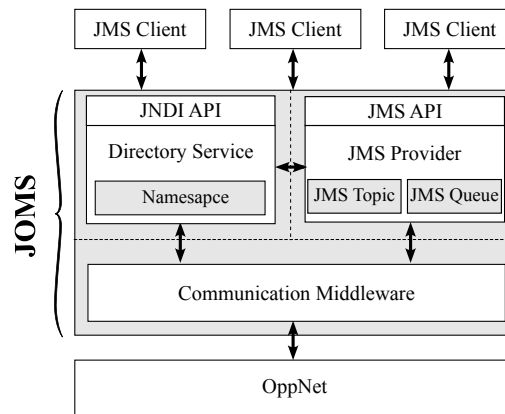 JMS Client
JMS Client
JMS Client
JOMS
JNDI API
JMS API
Directory Service
JMS Provider
Namesapce
JMS Topic
JMS Queue
Communication Middleware
OppNet